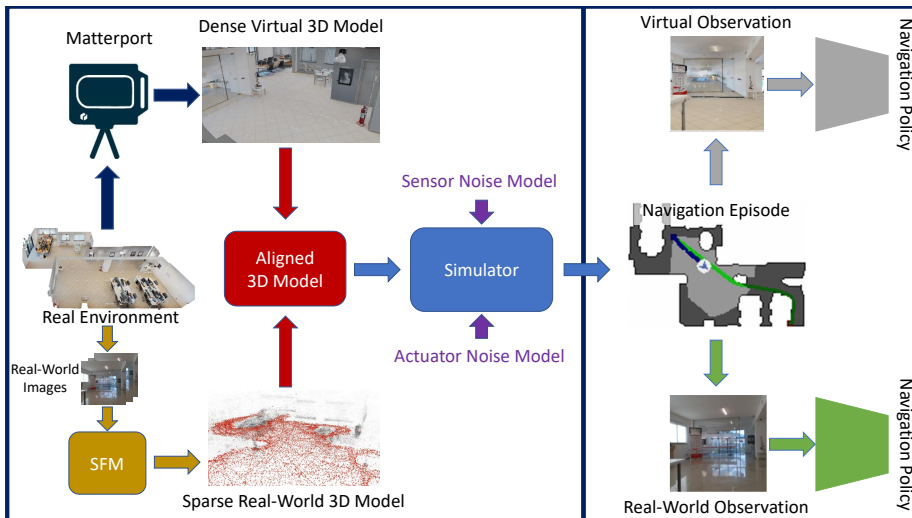 Matterport
Dense Virtual 3D Model
Sensor Noise Model
Aligned
3D Model
Simulator
Real Environment
Real-World
Images
Actuator Noise Model
SFM
Sparse Real-World 3D Model
Virtual Observation
Navigation Policy
Navigation Episode
Real-World Observation
Navigation Policy